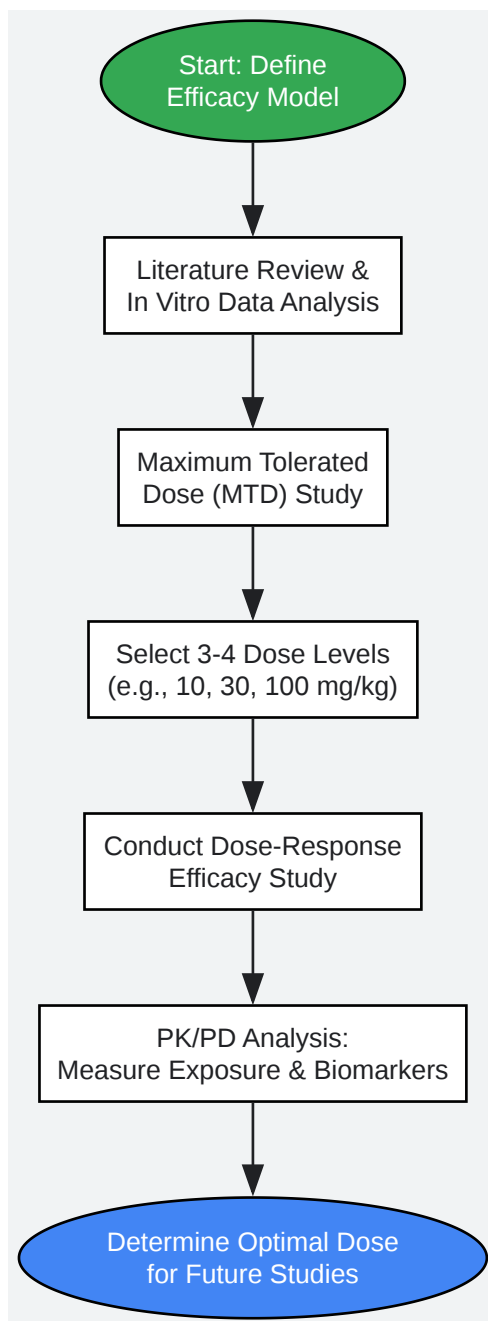 Start: Define
Efficacy Model
Literature Review &
In Vitro Data Analysis
Maximum Tolerated
Dose (MTD) Study
Select 3-4 Dose Levels
(e.g., 10, 30, 100 mg/kg)
Conduct Dose-Response
Efficacy Study
PK/PD Analysis:
Measure Exposure & Biomarkers
Determine Optimal Dose
for Future Studies